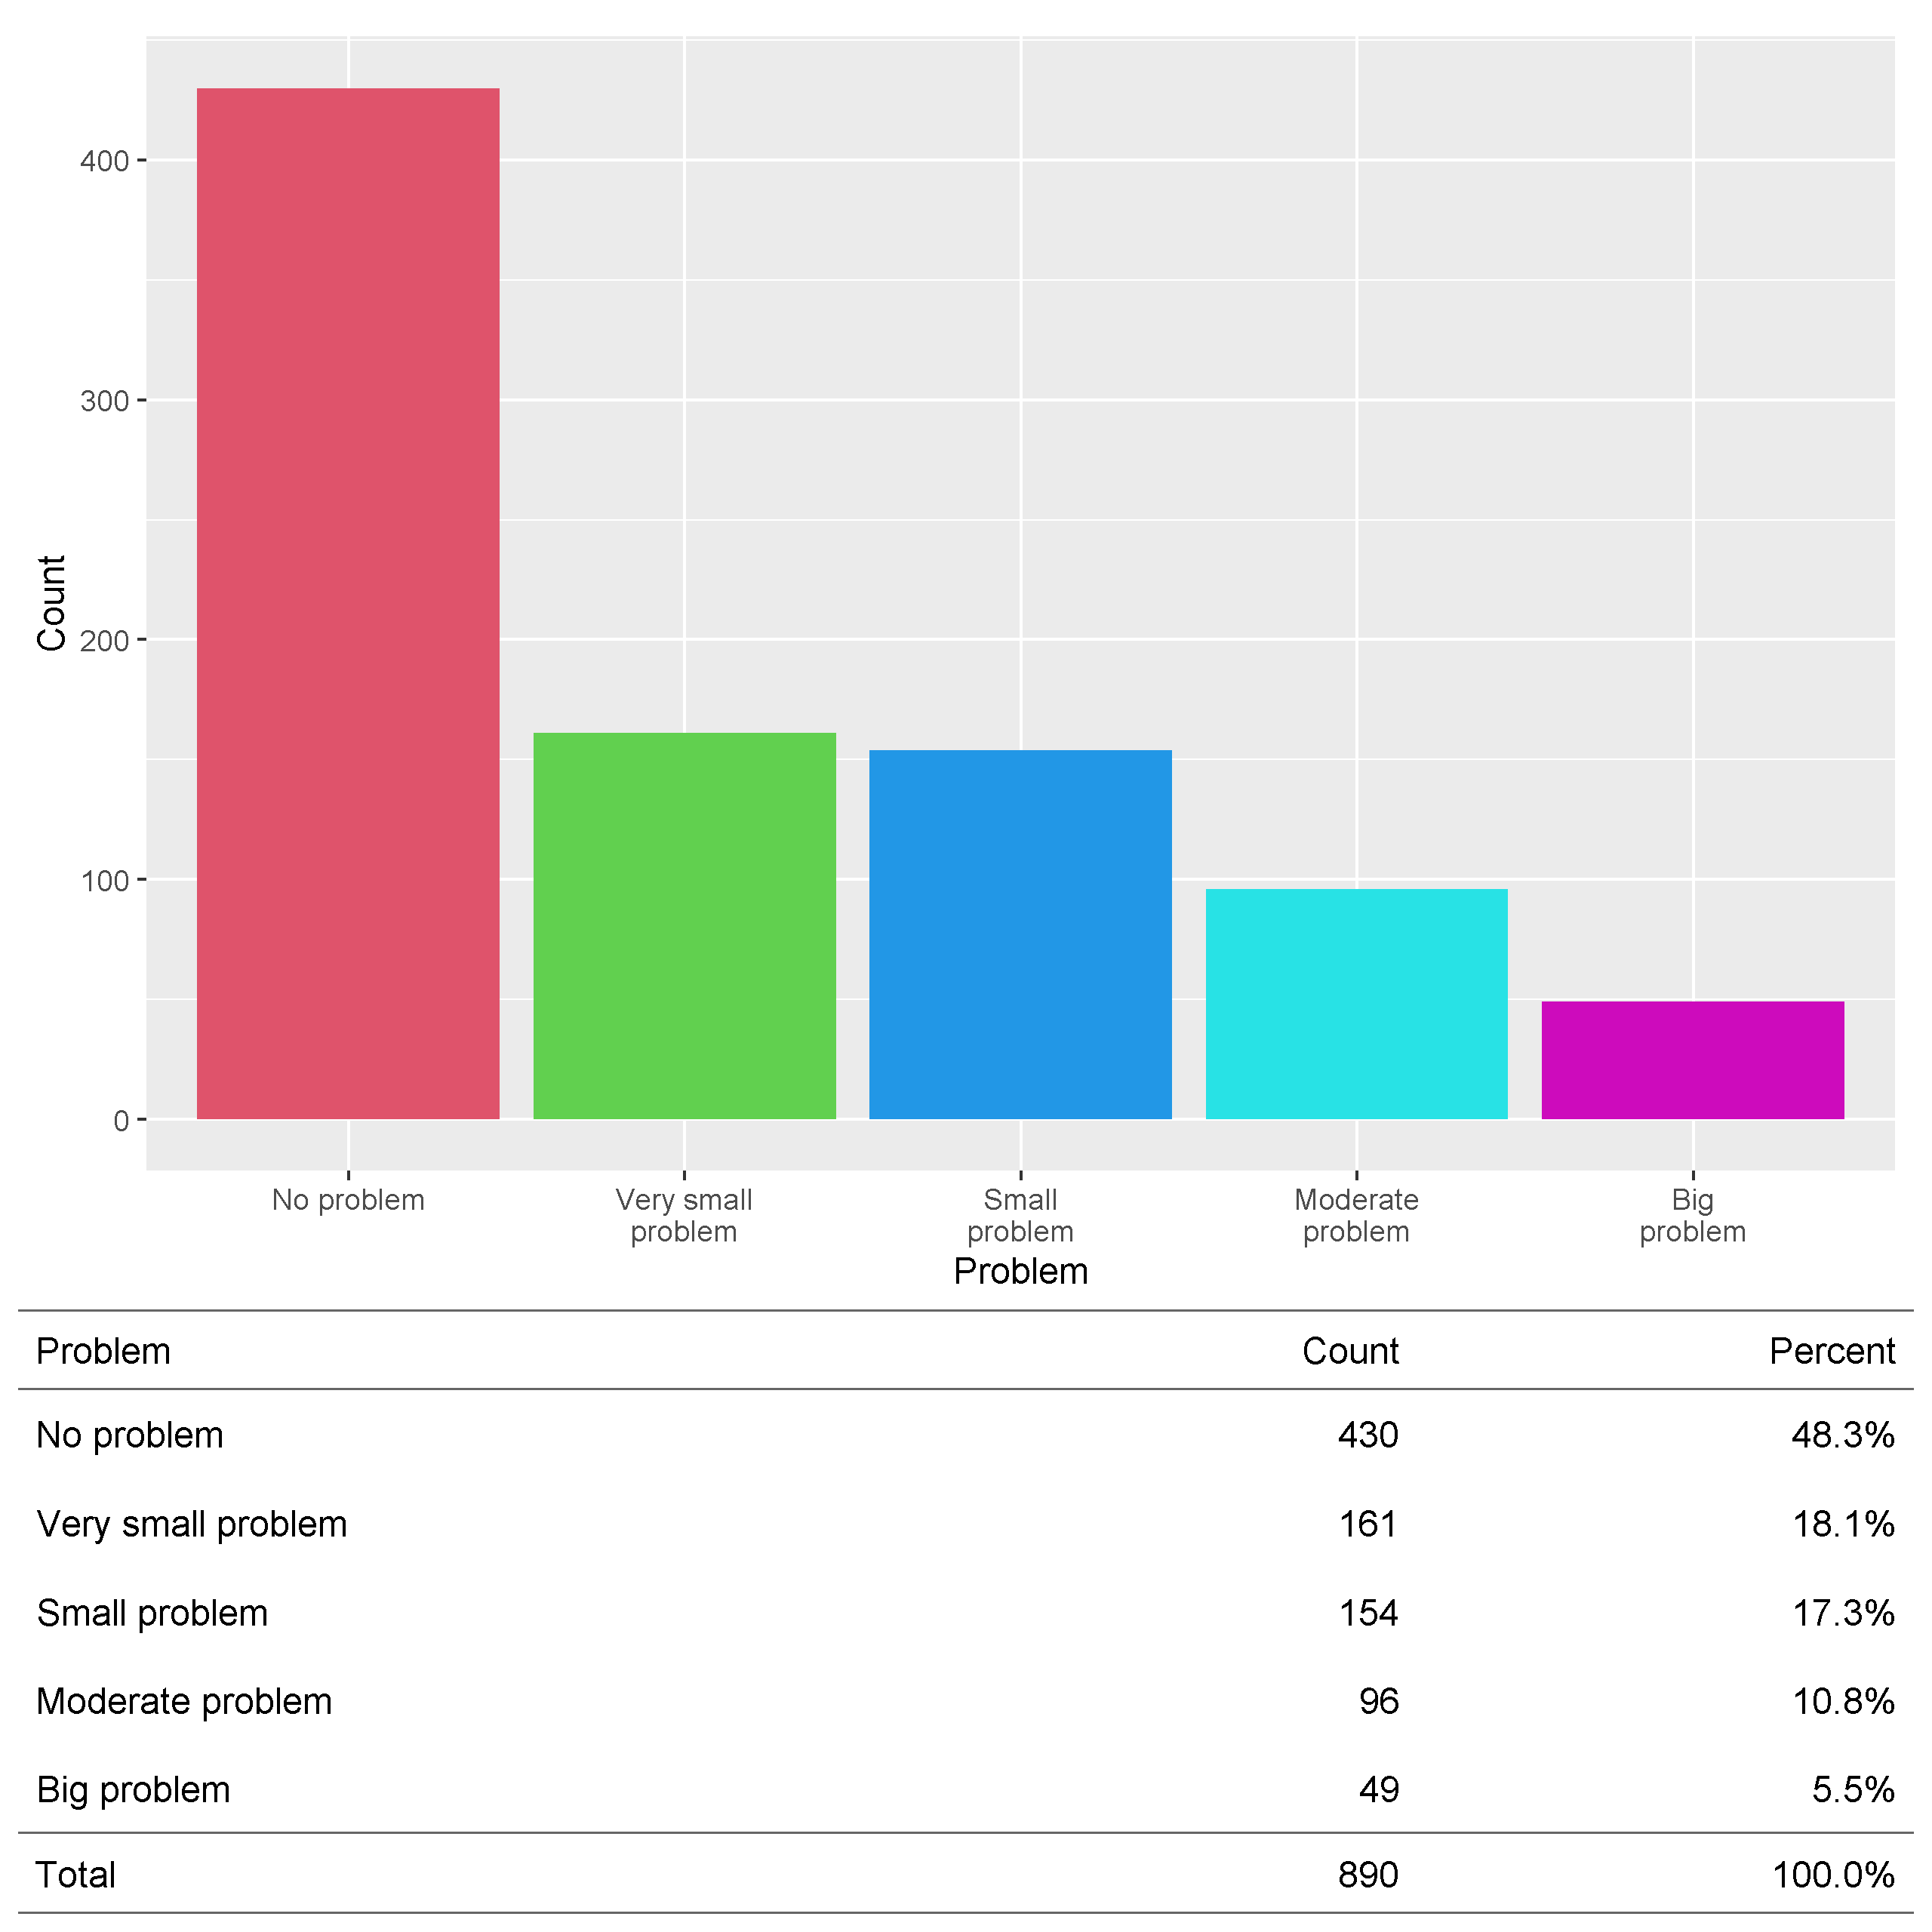 400
300
200
100
0
Count
No problem
Very small
problem
Small
problem
Moderate
problem
Big
problem
Problem
Problem Count Percent
No problem 430 48.3%
Very small problem 161 18.1%
Small problem 154 17.3%
Moderate problem 96 10.8%
Big problem 49 5.5%
Total 890 100.0%